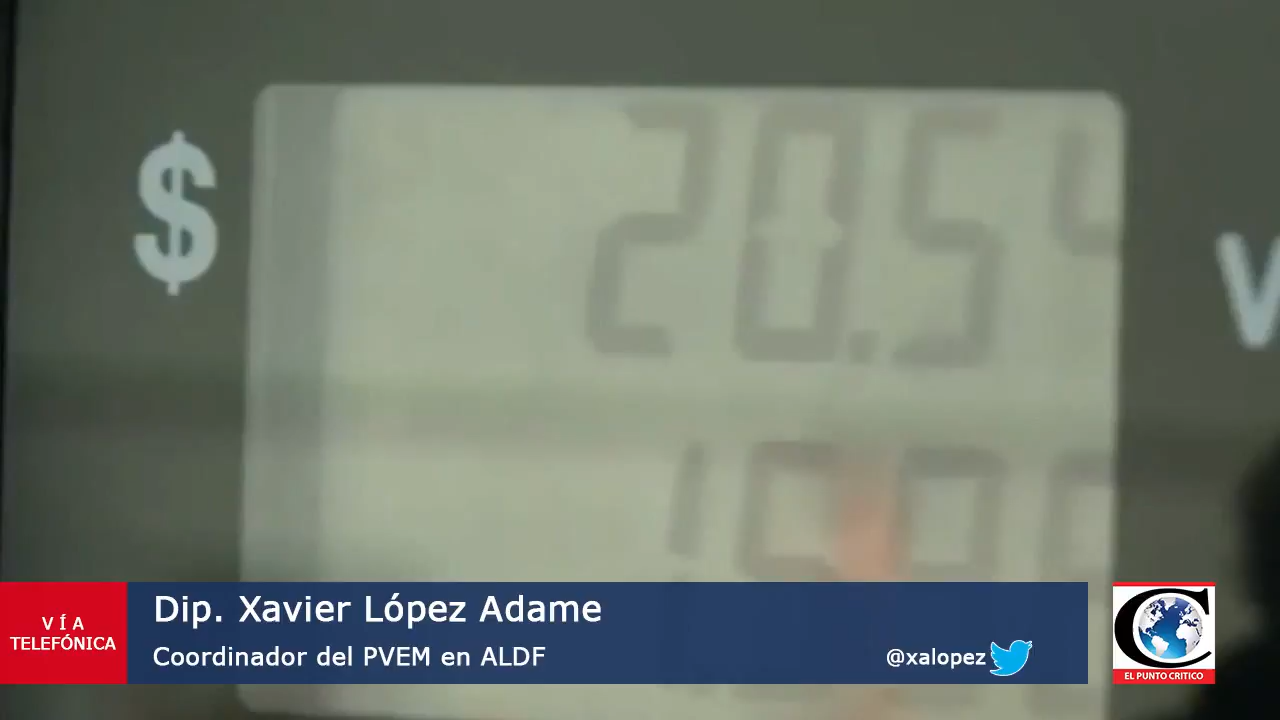 $
20.5
V
VÍA
TELEFÓNICA
Dip. Xavier López Adame
Coordinador del PVEM en ALDF
@xalopez
C
EL PUNTO CRITICO